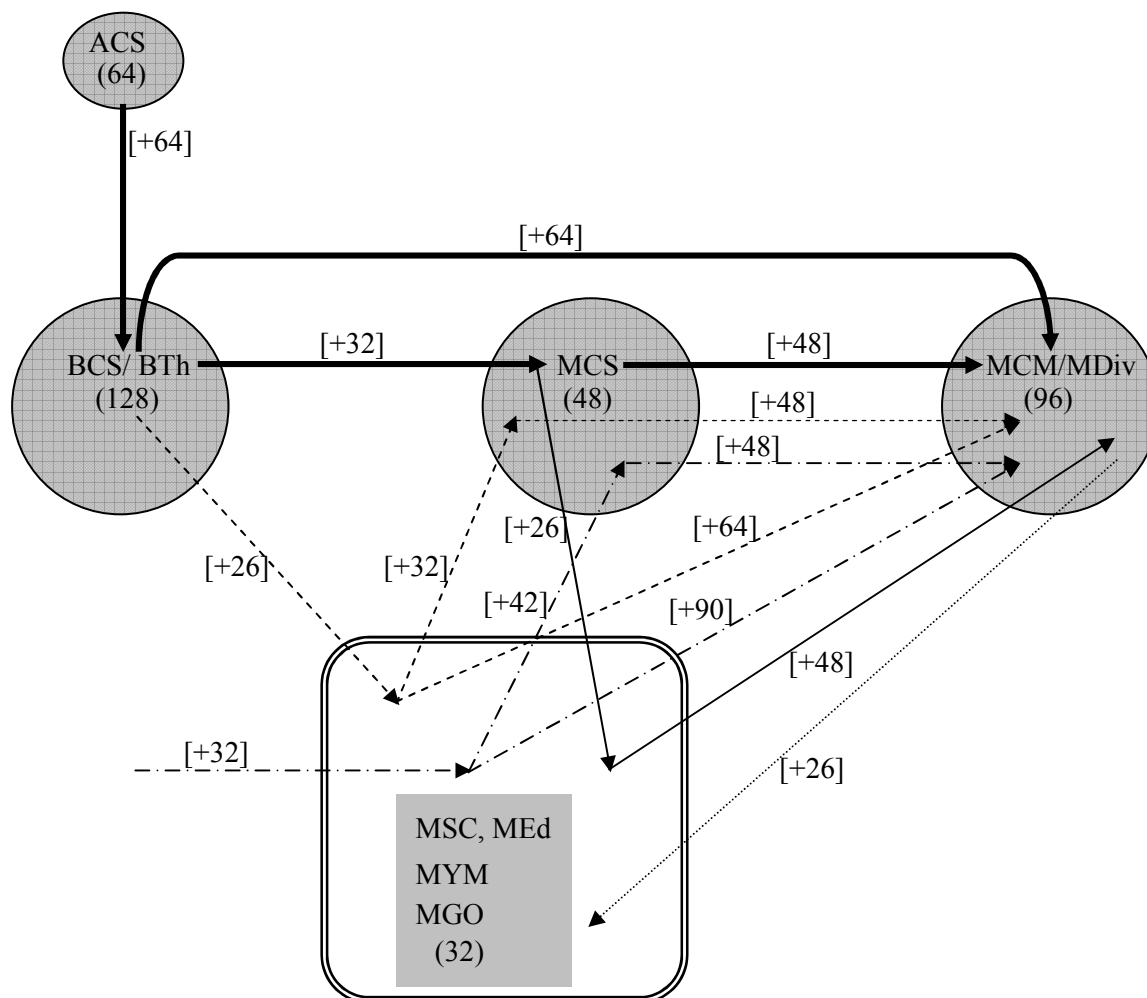 ACS
(64)
[+64]
[+64]
[+32]
[+48]
BCS/ BTh
(128)
MCS
(48)
MCM/MDiv
(96)
[+48]
[+48]
[+26]
[+64]
[+26]
[+32]
[+42]
[+90]
[+48]
[+32]
[+26]
MSC, MEd
MYM
MGO
(32)